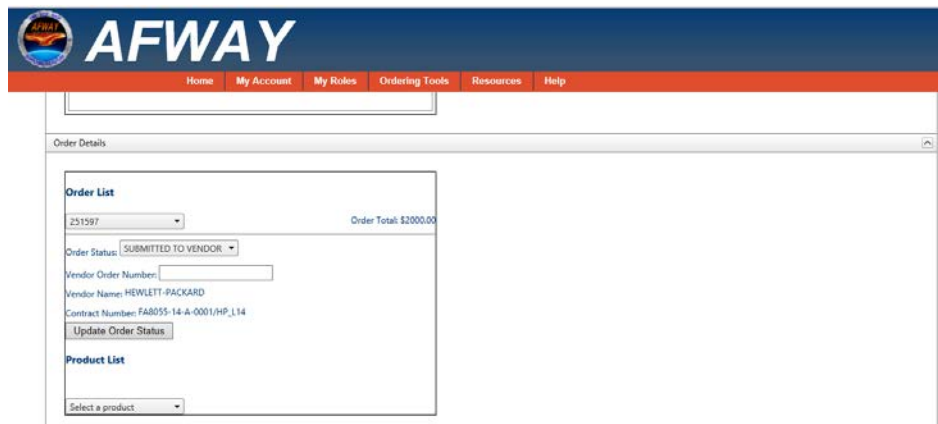 AFWAY
AFWAY
Home My Account My Roles Ordering Tools Resources Help
Order Details
Order List
251597 Order Total: $2000.00
Order Status: SUBMITTED TO VENDOR
Vendor Order Number:
Vendor Name: HEWLETT-PACKARD
Contract Number: FA8055-14-A-0001/HP_L14
Update Order Status
Product List
Select a product